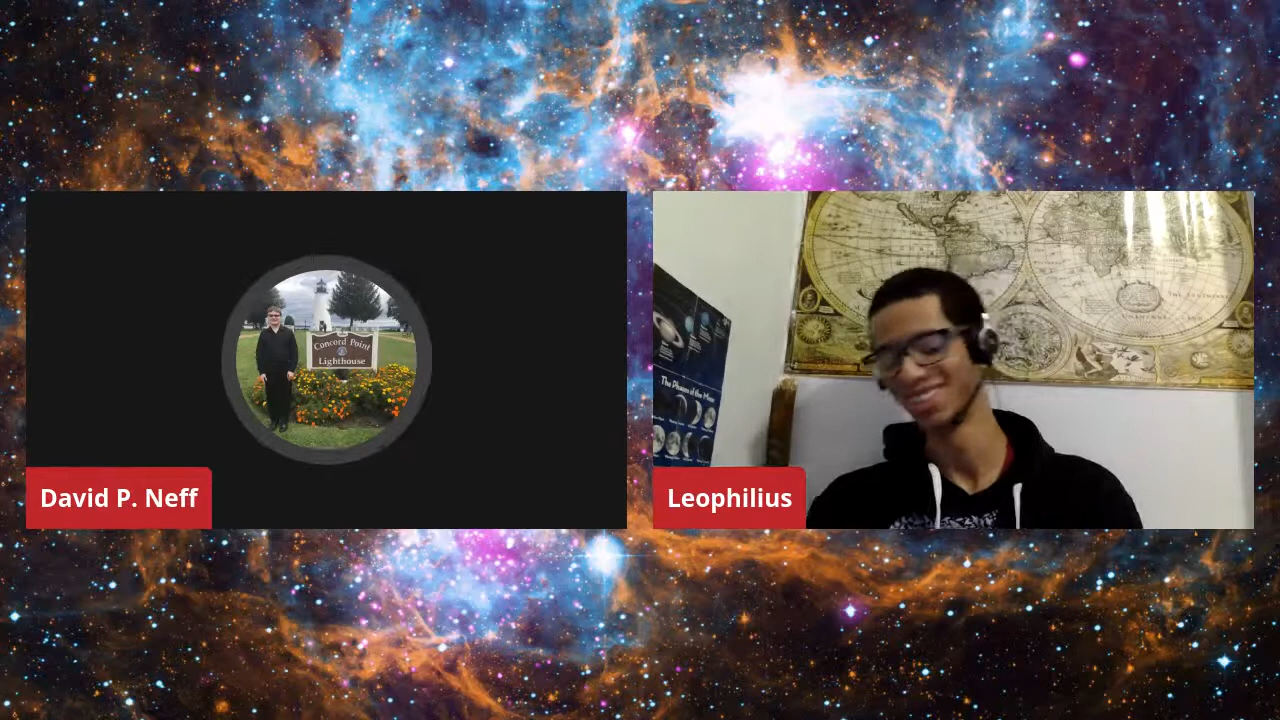 Concord Point
Lighthouse
David P. Neff
The Phases of the Moon
Leophilius